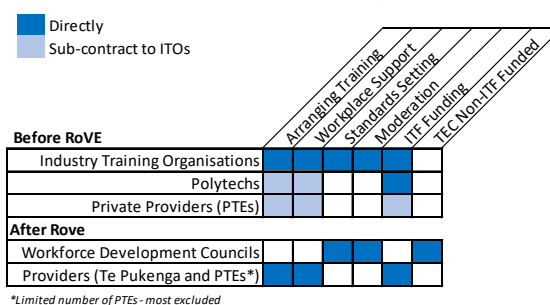 Directly
Sub-contract to ITOs
Arranging Training
Workplace Support
Standards Setting
Moderation
ITF Funding
TEC Non-ITF Funded
Before RoVE
Industry Training Organisations
Polytechs
Private Providers (PTEs)
After Rove
Workforce Development Councils
Providers (Te Pukenga and PTEs*)
*Limited number of PTEs - most excluded